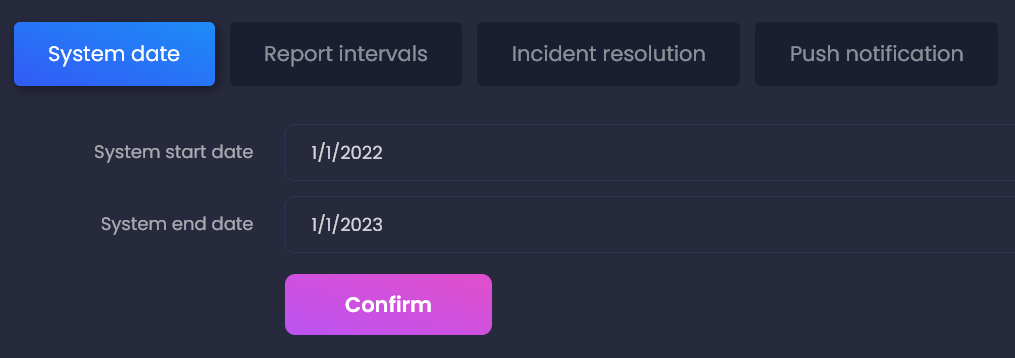 System date Report intervals Incident resolution Push notification
System start date 1/1/2022
System end date 1/1/2023
Confirm